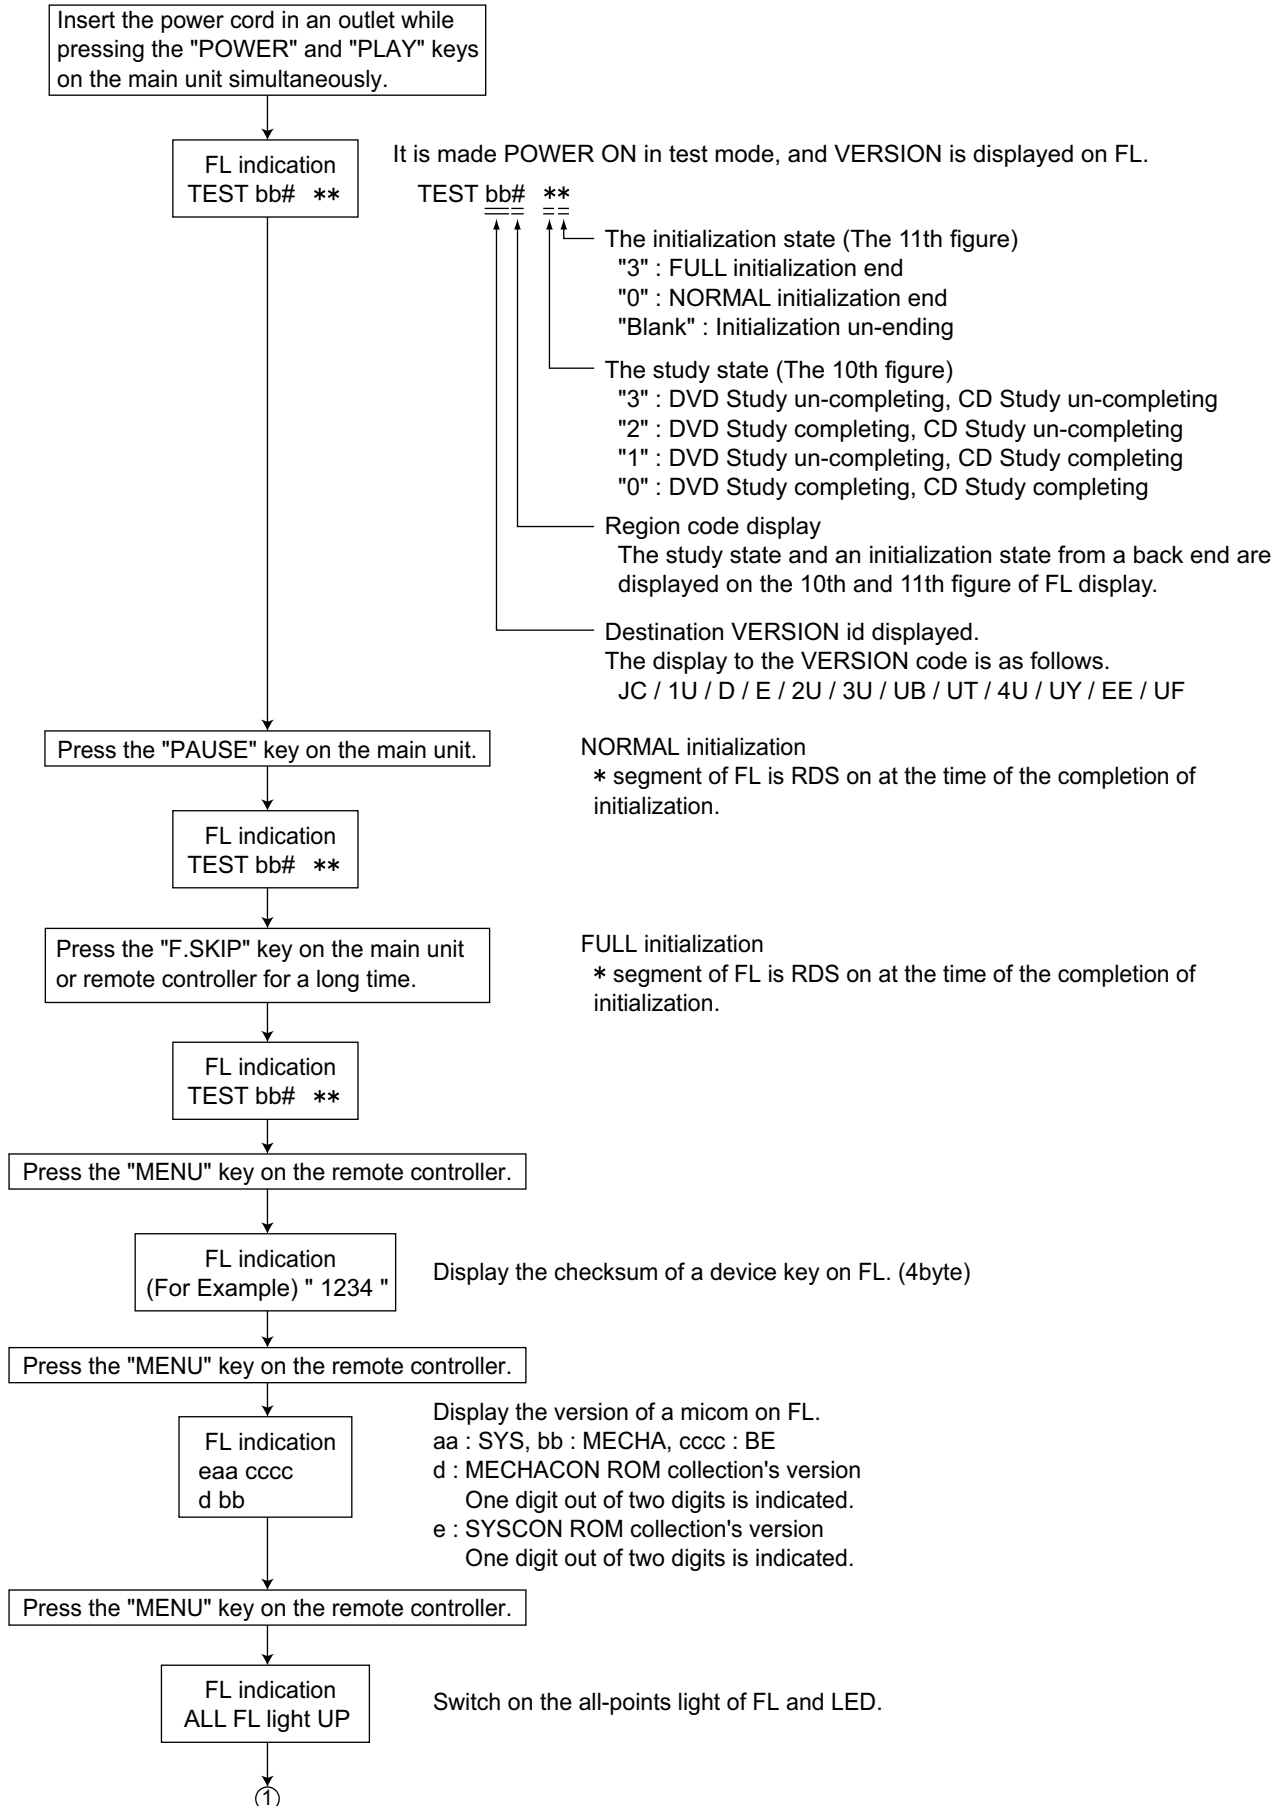 Insert the power cord in an outlet while
pressing the "POWER" and "PLAY" keys
on the main unit simultaneously.
FL indication
TEST bb# **
It is made POWER ON in test mode, and VERSION is displayed on FL.
TEST bb# **
The initialization state (The 11th figure)
"3" : FULL initialization end
"0" : NORMAL initialization end
"Blank" : Initialization un-ending
The study state (The 10th figure)
"3" : DVD Study un-completing, CD Study un-completing
"2" : DVD Study completing, CD Study un-completing
"1" : DVD Study un-completing, CD Study completing
"0" : DVD Study completing, CD Study completing
Region code display
The study state and an initialization state from a back end are
displayed on the 10th and 11th figure of FL display.
Destination VERSION id displayed.
The display to the VERSION code is as follows.
JC / 1U / D / E / 2U / 3U / UB / UT / 4U / UY / EE / UF
Press the "PAUSE" key on the main unit.
NORMAL initialization
* segment of FL is RDS on at the time of the completion of
initialization.
FL indication
TEST bb# **
Press the "F.SKIP" key on the main unit
or remote controller for a long time.
FULL initialization
* segment of FL is RDS on at the time of the completion of
initialization.
FL indication
TEST bb# **
Press the "MENU" key on the remote controller.
FL indication
(For Example) " 1234 "
Display the checksum of a device key on FL. (4byte)
Press the "MENU" key on the remote controller.
FL indication
eaa cccc
d bb
Display the version of a micom on FL.
aa : SYS, bb : MECHA, cccc : BE
d : MECHACON ROM collection's version
One digit out of two digits is indicated.
e : SYSCON ROM collection's version
One digit out of two digits is indicated.
Press the "MENU" key on the remote controller.
FL indication
ALL FL light UP
Switch on the all-points light of FL and LED.
1